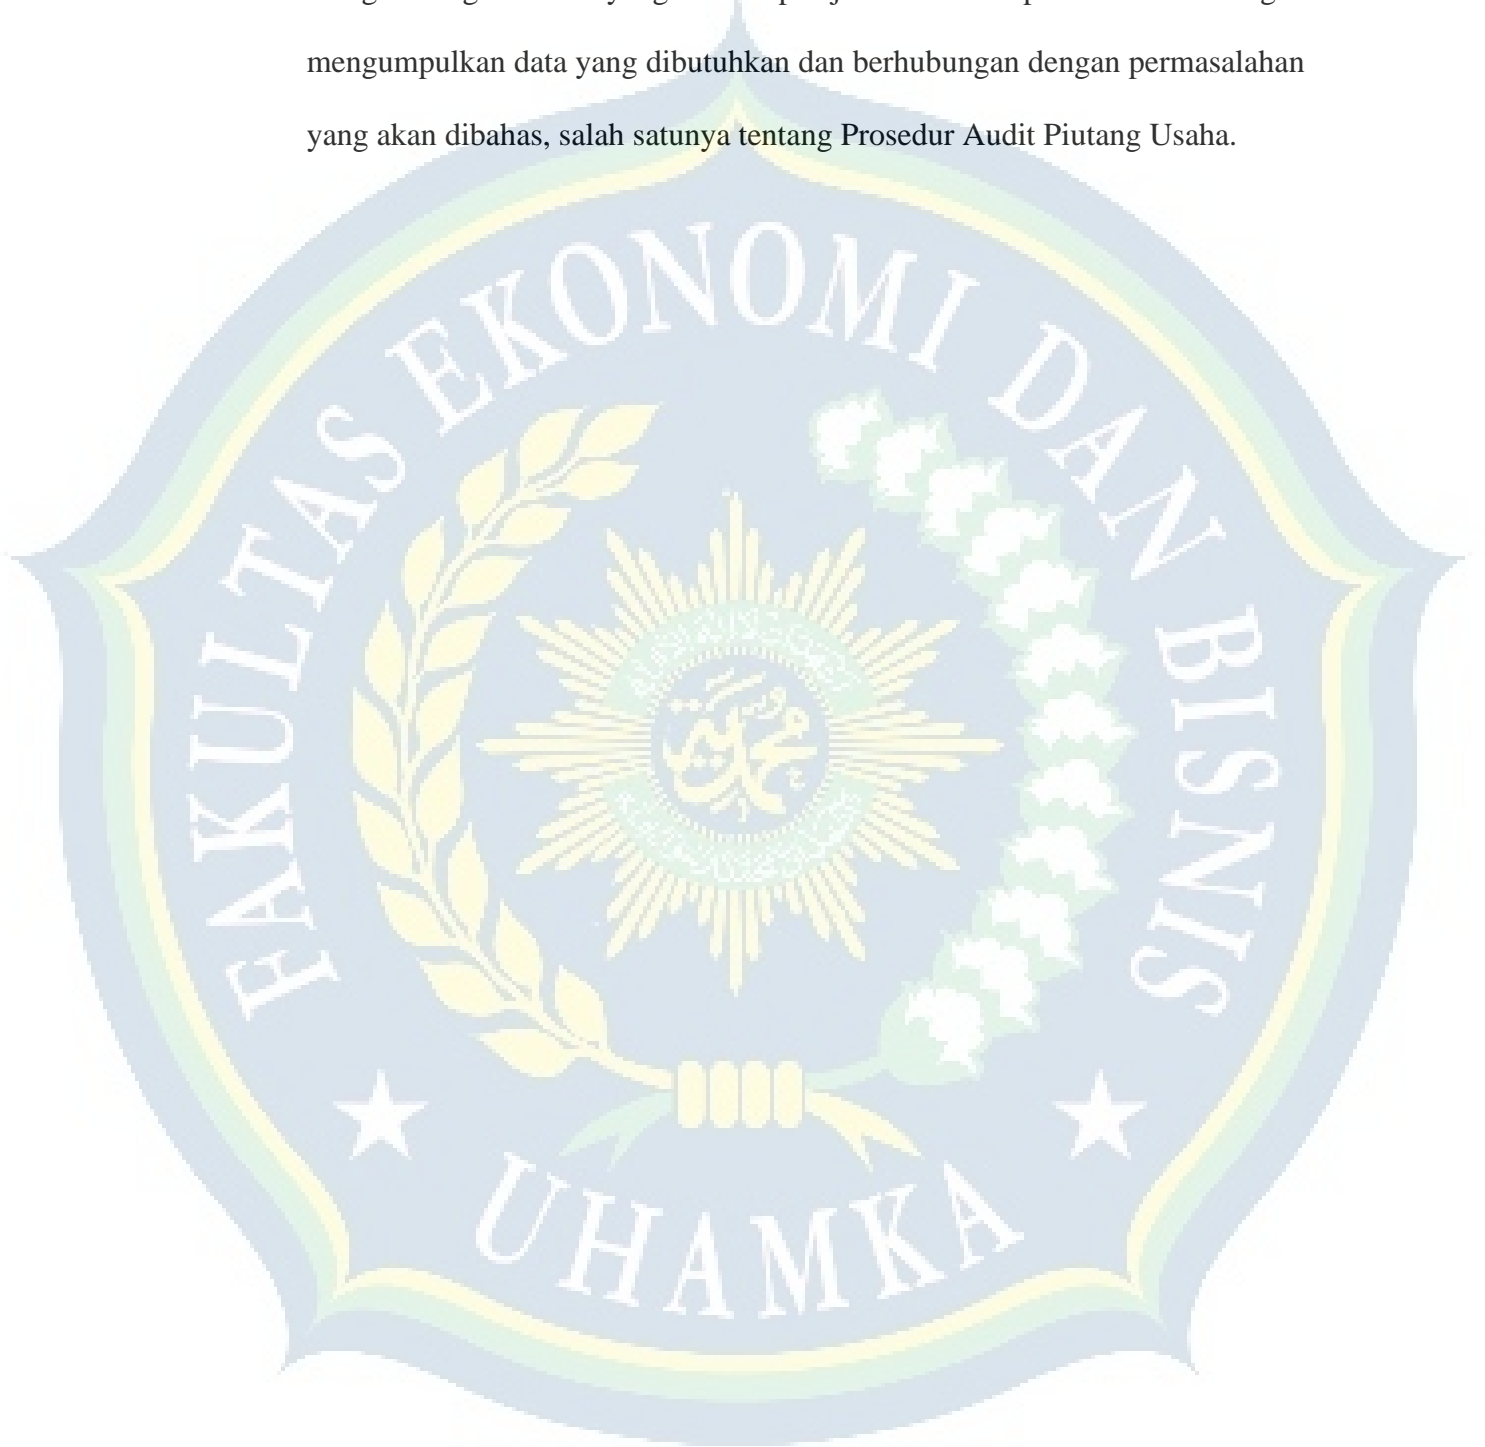 mengumpulkan data yang dibutuhkan dan berhubungan dengan permasalahan
yang akan dibahas, salah satunya tentang Prosedur Audit Piutang Usaha.
FAKULTAS EKONOMI DAN BISNIS
UHAMKA